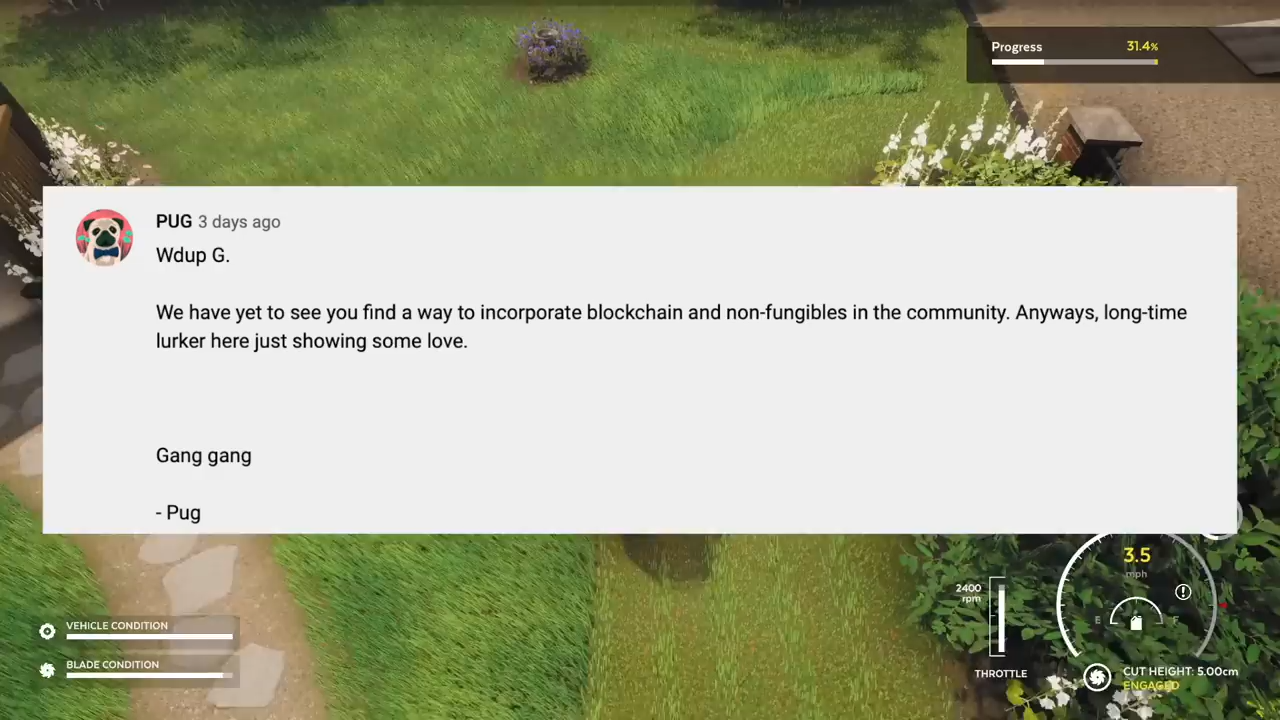 Progress 31.4%
PUG 3 days ago
Wdup G.
We have yet to see you find a way to incorporate blockchain and non-fungibles in the community. Anyways, long-time
lurker here just showing some love.
Gang gang
- Pug
3.5
mph
2400
rpm
E F
VEHICLE CONDITION
BLADE CONDITION
THROTTLE
CUT HEIGHT: 5.00cm
ENGAGED